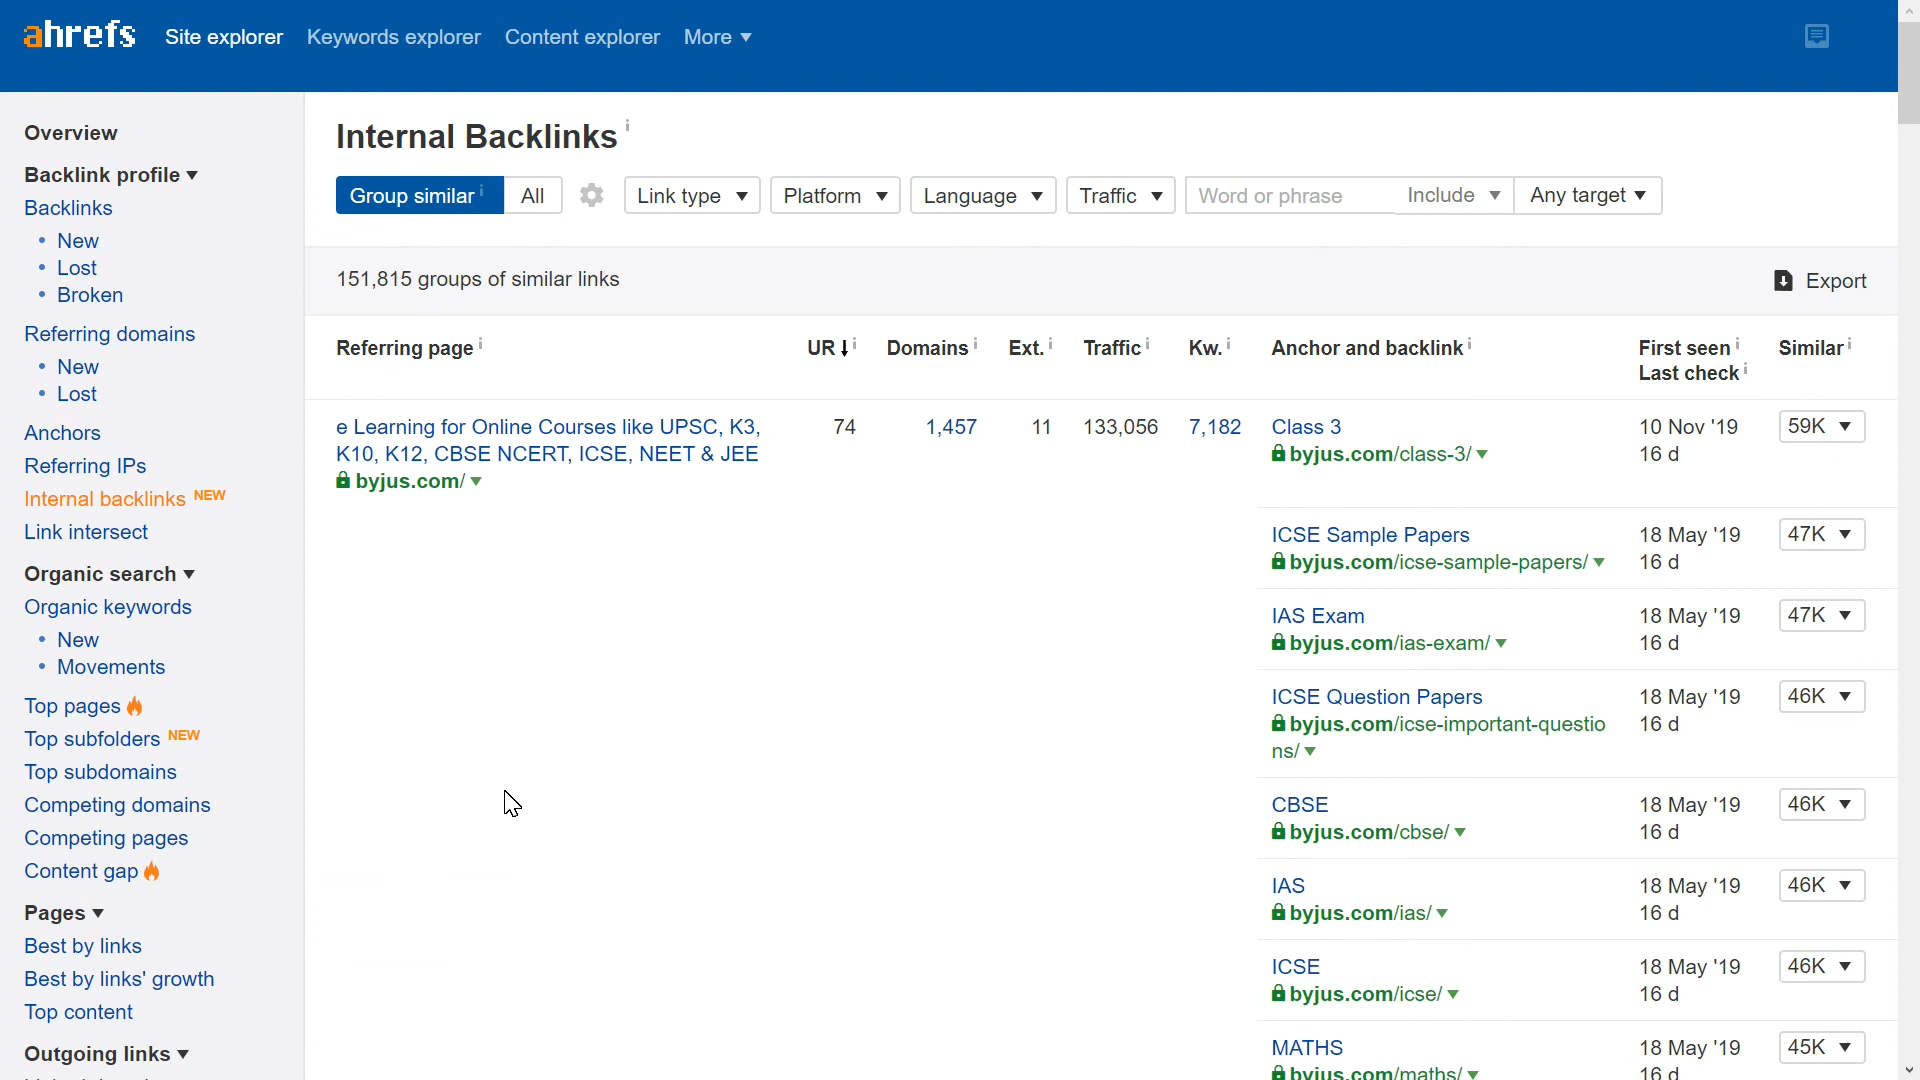 ahrefs Site explorer Keywords explorer Content explorer More
Overview
Backlink profile
Backlinks
• New
• Lost
• Broken
Referring domains
• New
• Lost
Anchors
Referring IPs
Internal backlinks NEW
Link intersect
Organic search
Organic keywords
• New
• Movements
Top pages
Top subfolders NEW
Top subdomains
Competing domains
Competing pages
Content gap
Pages
Best by links
Best by links' growth
Top content
Outgoing links
Internal Backlinks i
Group similar i All Link type Platform Language Traffic Word or phrase Include Any target
151,815 groups of similar links Export
Referring page i UR i Domains i Ext. i Traffic i Kw. i Anchor and backlink i First seen i Similar i
Last check i
e Learning for Online Courses like UPSC, K3, 74 1,457 11 133,056 7,182 Class 3 10 Nov '19 59K
K10, K12, CBSE NCERT, ICSE, NEET & JEE byjus.com/class-3/ 16 d
byjus.com/
ICSE Sample Papers 18 May '19 47K
byjus.com/icse-sample-papers/ 16 d
IAS Exam 18 May '19 47K
byjus.com/ias-exam/ 16 d
ICSE Question Papers 18 May '19 46K
byjus.com/icse-important-questio 16 d
ns/
CBSE 18 May '19 46K
byjus.com/cbse/ 16 d
IAS 18 May '19 46K
byjus.com/ias/ 16 d
ICSE 18 May '19 46K
byjus.com/icse/ 16 d
MATHS 18 May '19 45K
byjus.com/maths/ 16 d